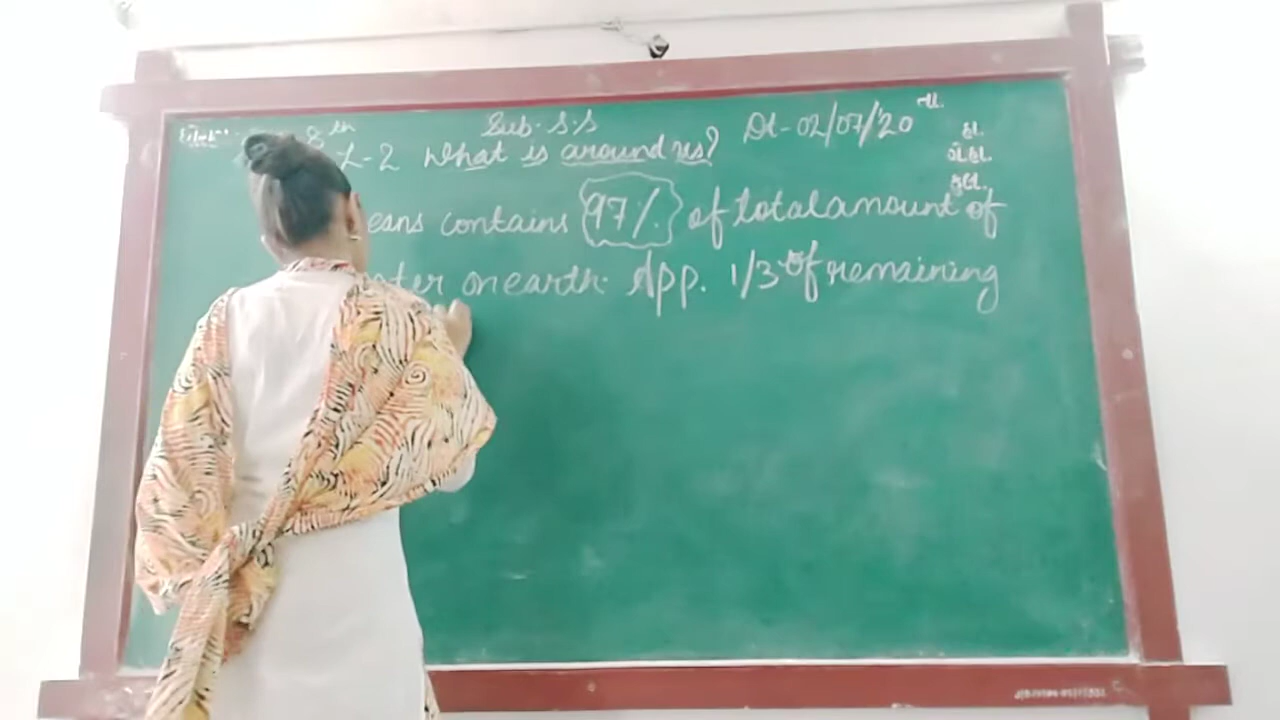 8th Sub. S.S Dt-02/07/'20 તા.
L-2 What is around us? હા.
ગે.હા.
કુલ.
eans contains 97% of total amount of
ter on earth. App. 1/3 of remaining